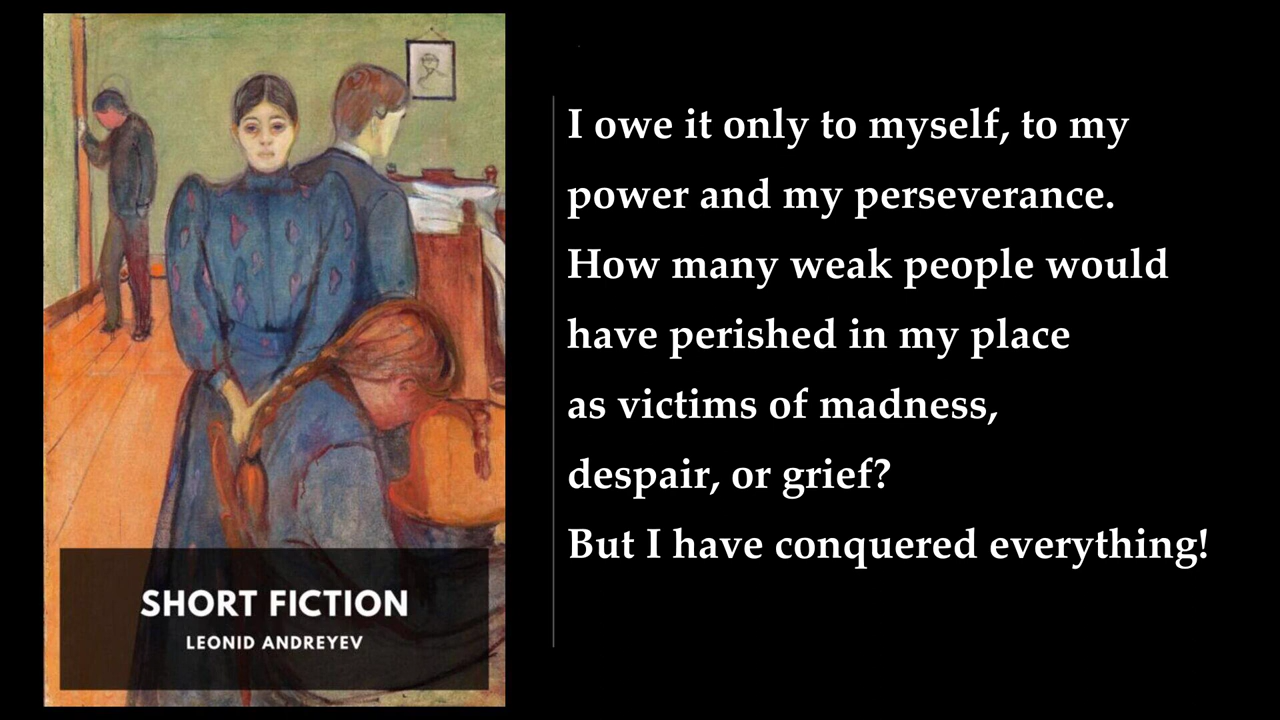 SHORT FICTION
LEONID ANDREYEV
I owe it only to myself, to my
power and my perseverance.
How many weak people would
have perished in my place
as victims of madness,
despair, or grief?
But I have conquered everything!